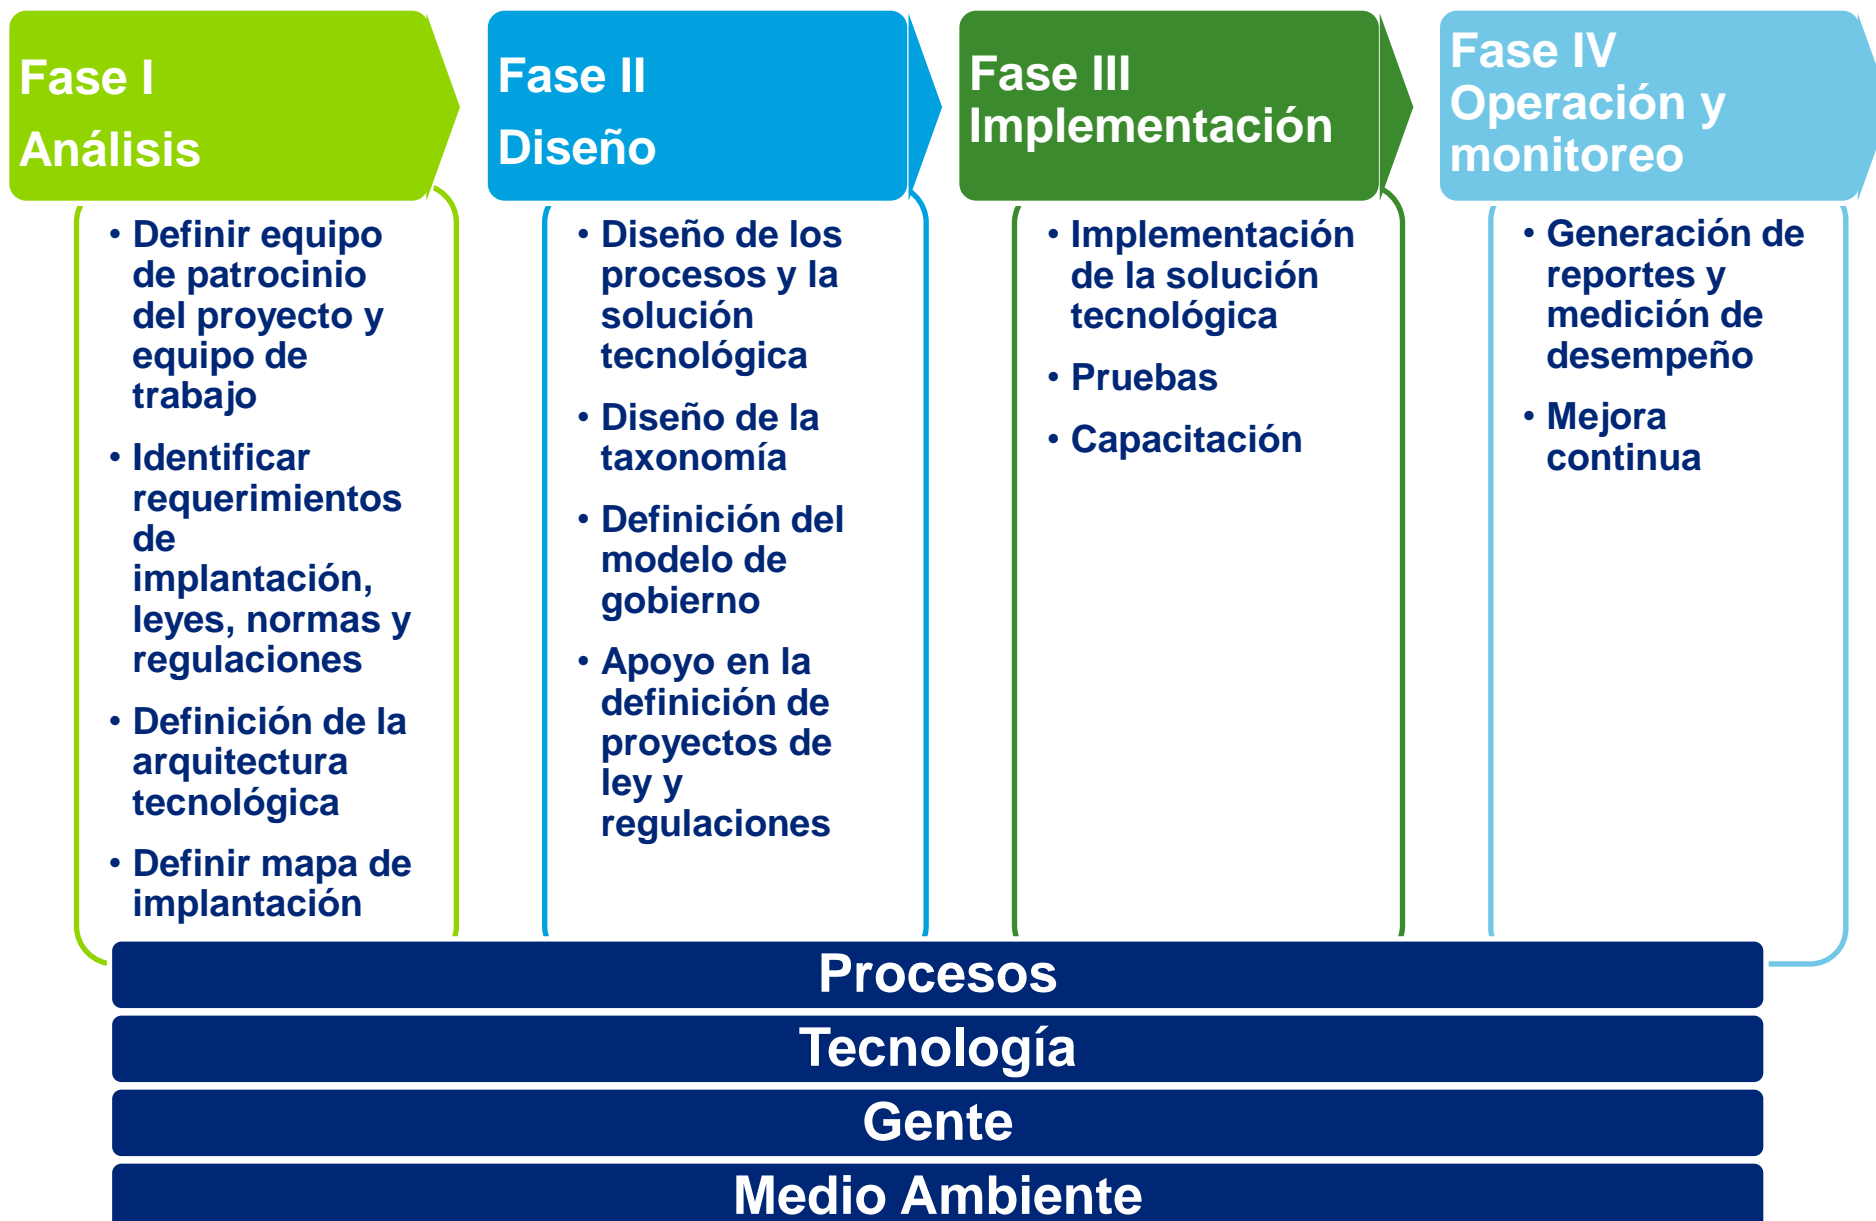 Fase I
Análisis
• Definir equipo
de patrocinio
del proyecto y
equipo de
trabajo
• Identificar
requerimientos
de
implantación,
leyes, normas y
regulaciones
• Definición de la
arquitectura
tecnológica
• Definir mapa de
implantación
Fase II
Diseño
• Diseño de los
procesos y la
solución
tecnológica
• Diseño de la
taxonomía
• Definición del
modelo de
gobierno
• Apoyo en la
definición de
proyectos de
ley y
regulaciones
Fase III
Implementación
• Implementación
de la solución
tecnológica
• Pruebas
• Capacitación
Fase IV
Operación y
monitoreo
• Generación de
reportes y
medición de
desempeño
• Mejora
continua
Procesos
Tecnología
Gente
Medio Ambiente